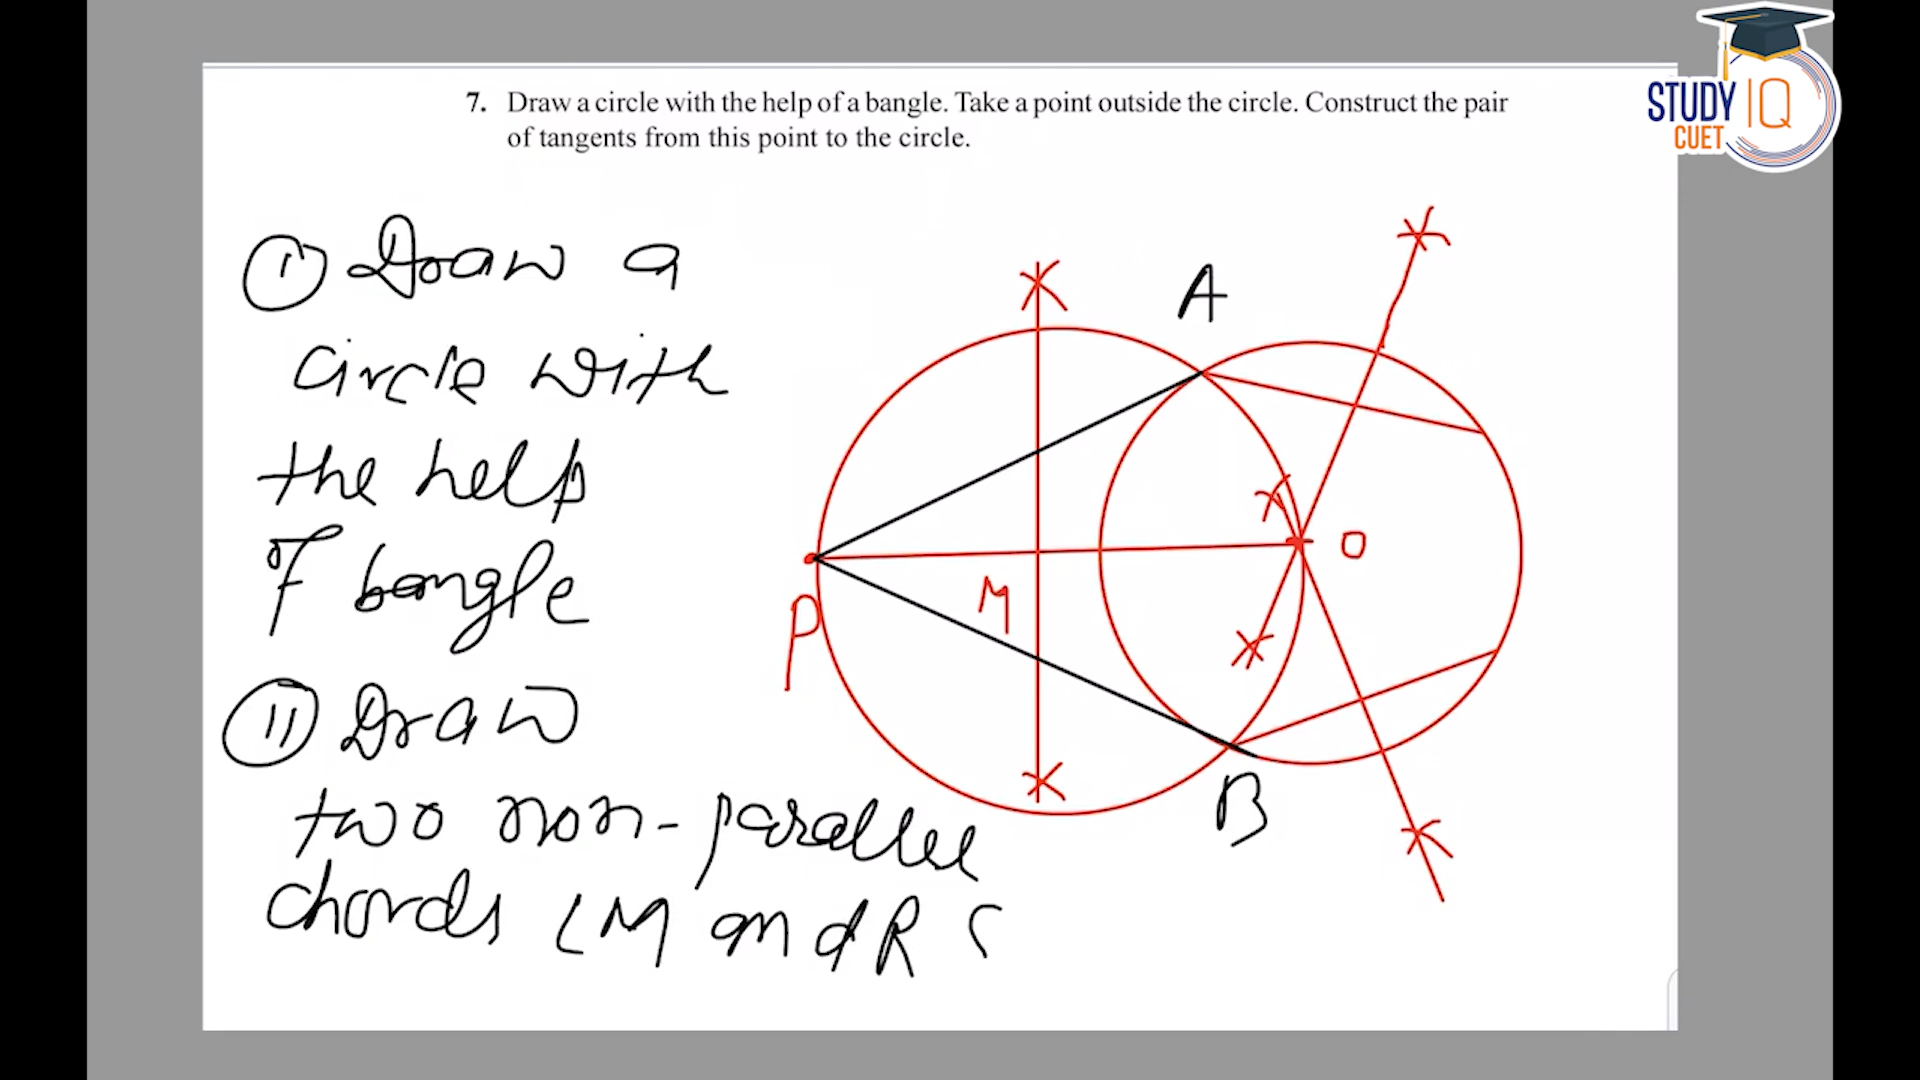 7. Draw a circle with the help of a bangle. Take a point outside the circle. Construct the pair
of tangents from this point to the circle.
STUDY IQ
CUET
(i) Draw a
circle with
the help
of bangle
(ii) Draw
two non-parallel
chords LM and R S
A
P
M
O
B